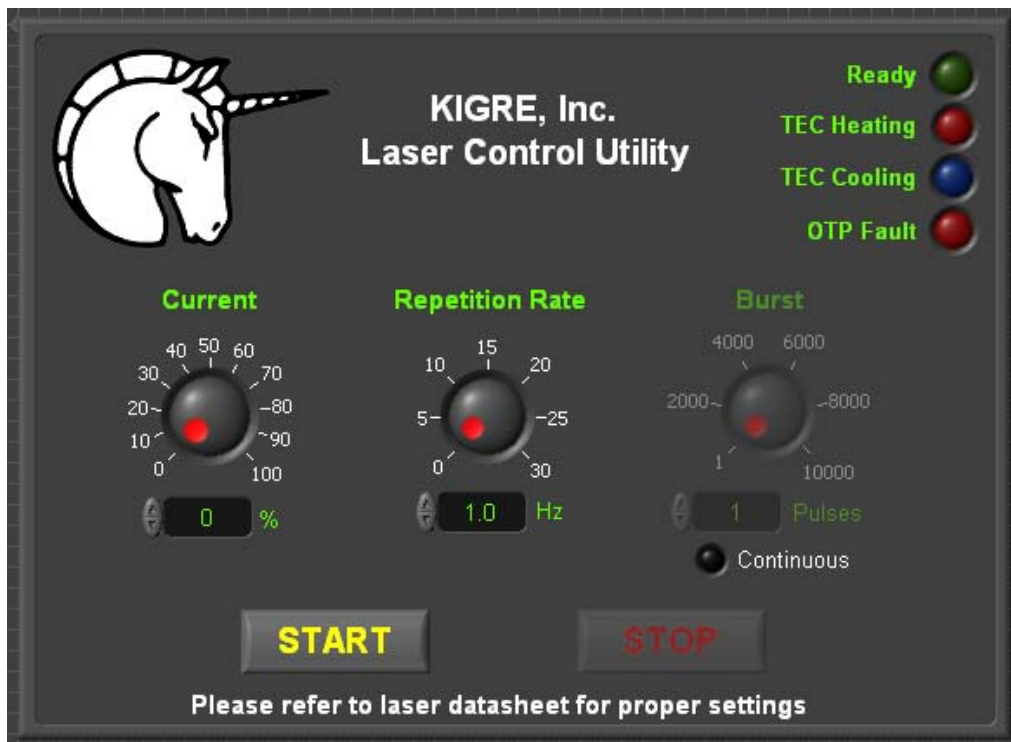 KIGRE, Inc.
Laser Control Utility
Ready
TEC Heating
TEC Cooling
OTP Fault
Current
0
10
20
30
40
50
60
70
80
90
100
0 %
Repetition Rate
0
5
10
15
20
25
30
1.0 Hz
Burst
1
2000
4000
6000
8000
10000
1 Pulses
Continuous
START
STOP
Please refer to laser datasheet for proper settings